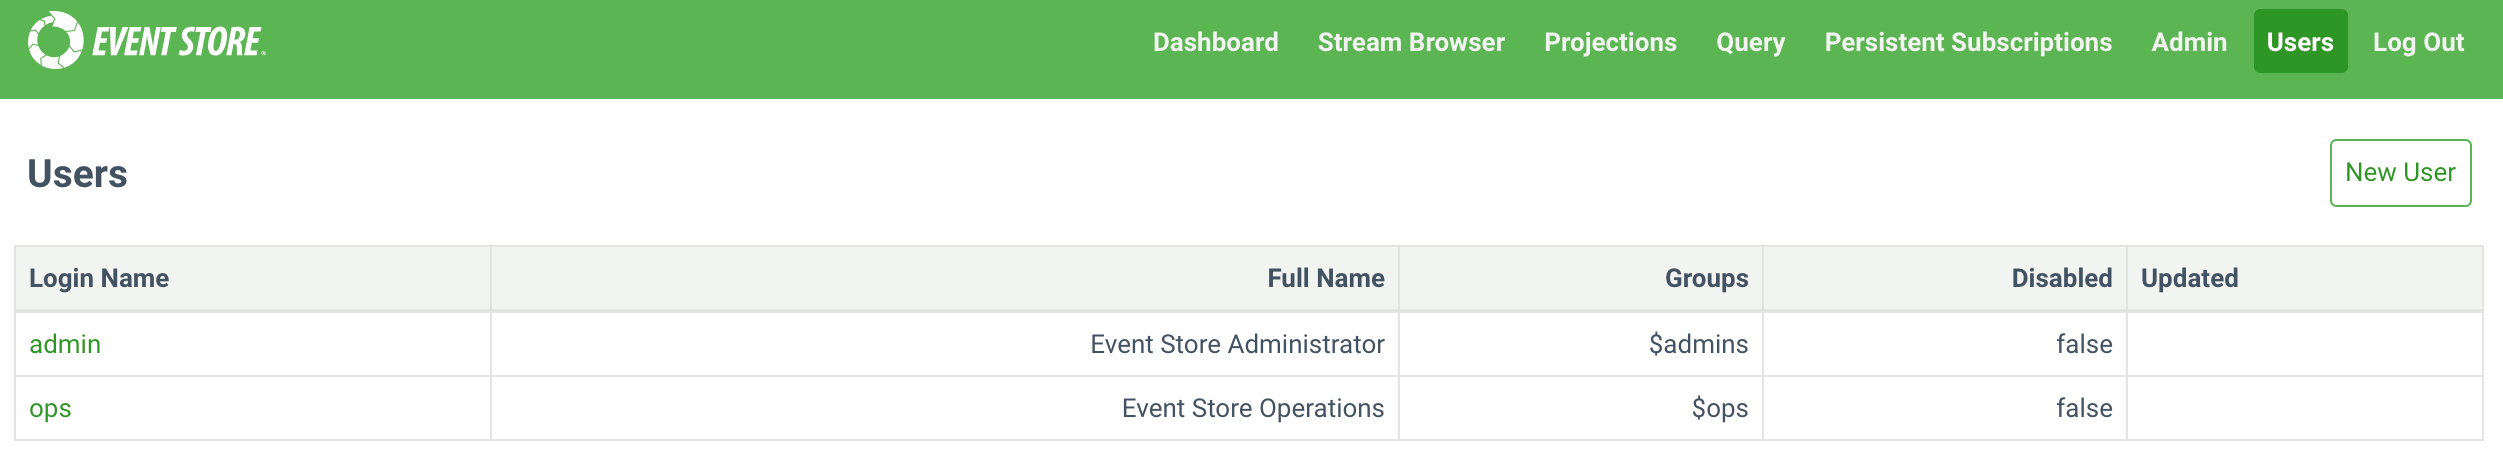 EVENT STORE Dashboard Stream Browser Projections Query Persistent Subscriptions Admin Users Log Out
Users New User
Login Name Full Name Groups Disabled Updated
admin Event Store Administrator $admins false
ops Event Store Operations $ops false